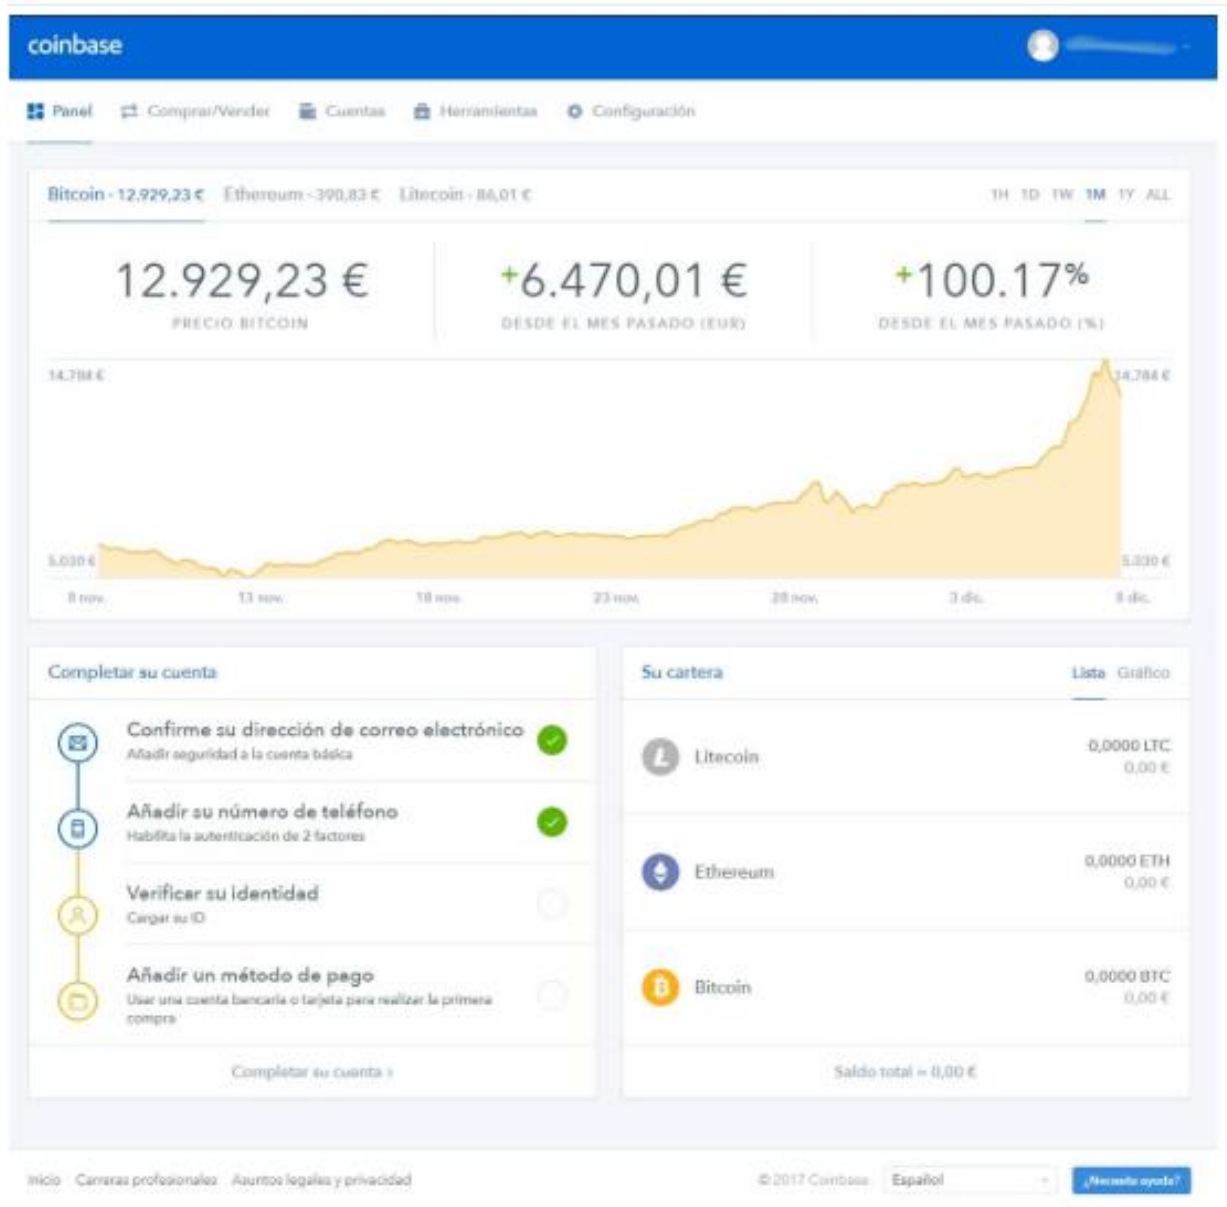 coinbase
Panel Comprar/Vender Cuentas Herramientas Configuración
Bitcoin - 12.929,23 € Ethereum - 390,83 € Litecoin - 86,01 € 1H 1D 1W 1M 1Y ALL
12.929,23 € +6.470,01 € +100.17%
PRECIO BITCOIN DESDE EL MES PASADO (EUR) DESDE EL MES PASADO (%)
14.784 € 14.784 €
5.030 € 5.030 €
8 nov. 13 nov. 18 nov. 23 nov. 28 nov. 3 dic. 8 dic.
Completar su cuenta
Confirme su dirección de correo electrónico
Añadir seguridad a la cuenta básica
Añadir su número de teléfono
Habilita la autenticación de 2 factores
Verificar su identidad
Cargar su ID
Añadir un método de pago
Usar una cuenta bancaria o tarjeta para realizar la primera
compra
Completar su cuenta ›
Su cartera Lista Gráfico
Litecoin 0,0000 LTC
0,00 €
Ethereum 0,0000 ETH
0,00 €
Bitcoin 0,0000 BTC
0,00 €
Saldo total ≈ 0,00 €
Inicio Carreras profesionales Asuntos legales y privacidad © 2017 Coinbase Español ¿Necesita ayuda?